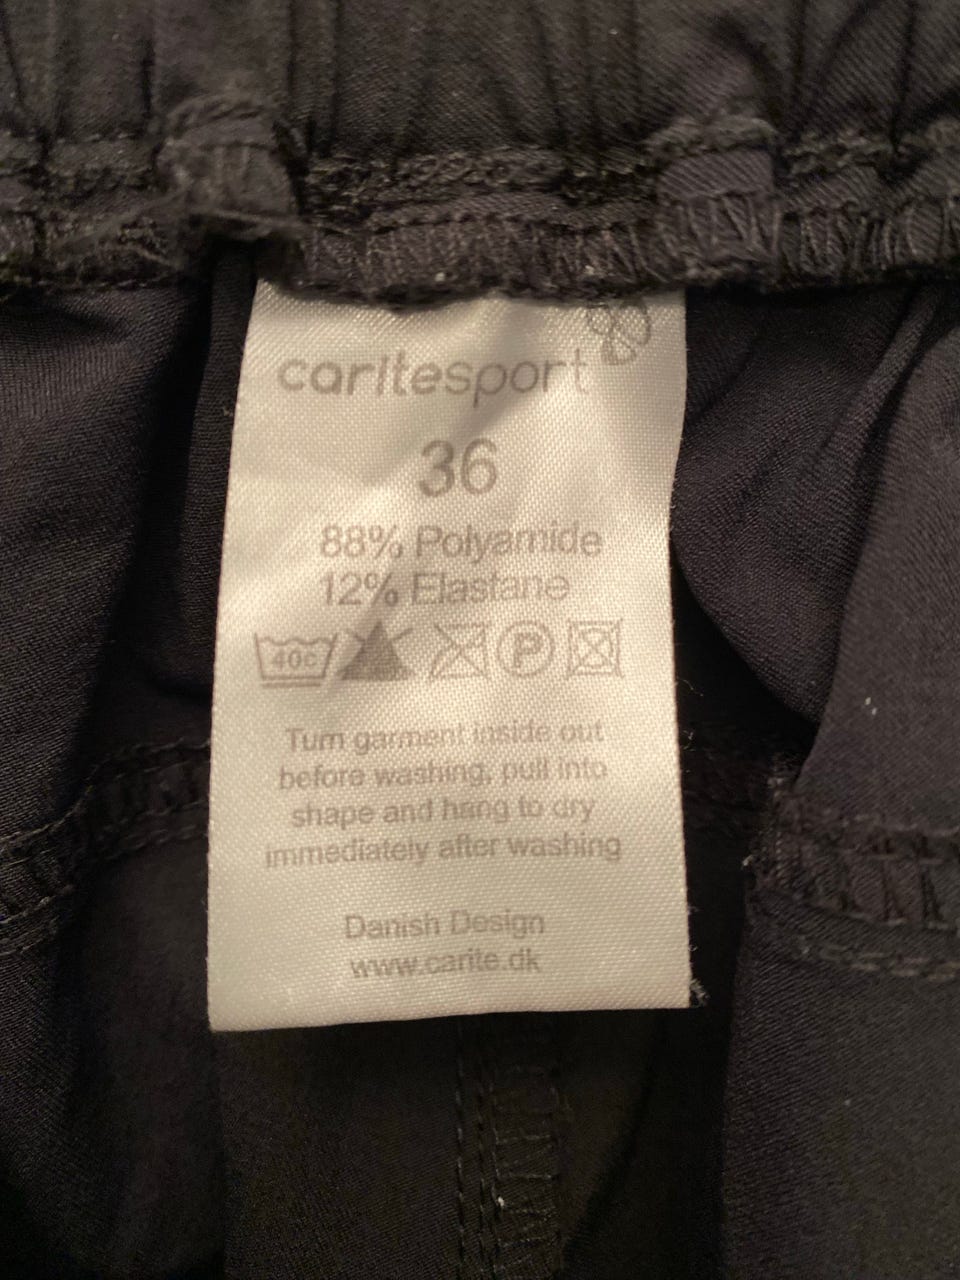 caritesport
36
88% Polyamide
12% Elastane
40c P
Turn garment inside out
before washing, pull into
shape and hang to dry
immediately after washing
Danish Design
www.carite.dk